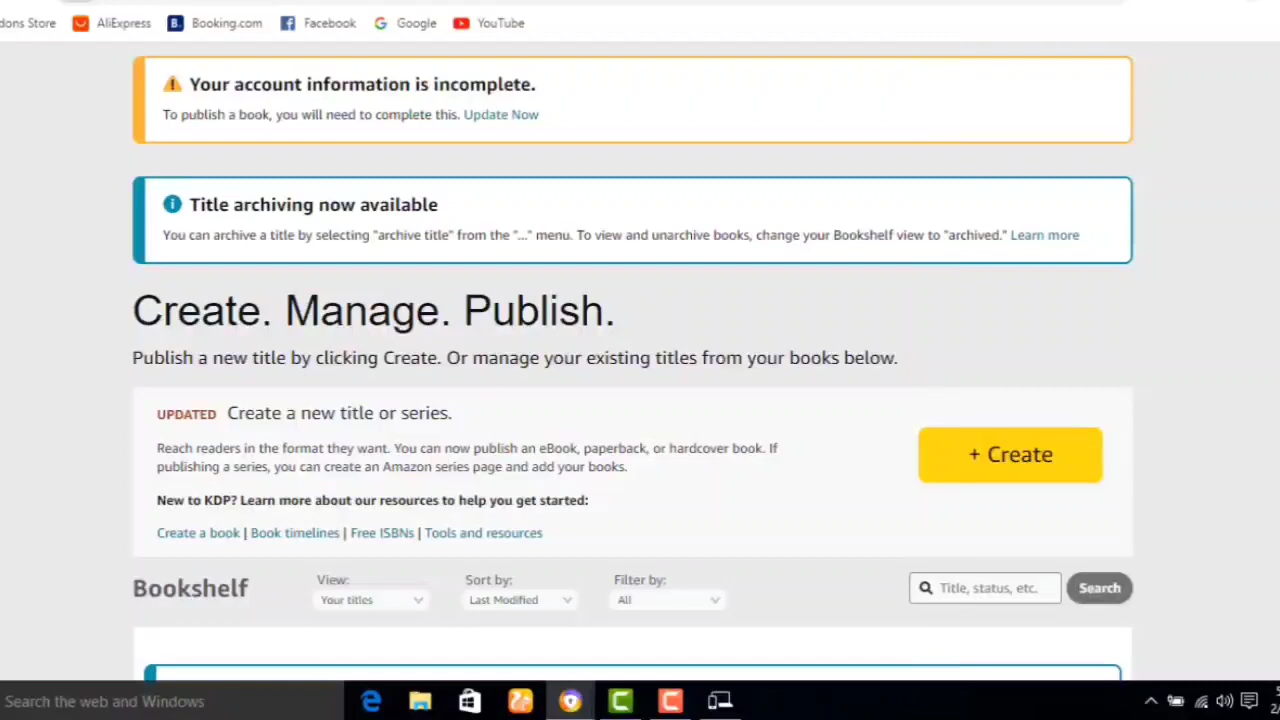 dons Store AliExpress Booking.com Facebook Google YouTube
Your account information is incomplete.
To publish a book, you will need to complete this. Update Now
Title archiving now available
You can archive a title by selecting "archive title" from the "..." menu. To view and unarchive books, change your Bookshelf view to "archived." Learn more
Create. Manage. Publish.
Publish a new title by clicking Create. Or manage your existing titles from your books below.
UPDATED Create a new title or series.
Reach readers in the format they want. You can now publish an eBook, paperback, or hardcover book. If
publishing a series, you can create an Amazon series page and add your books.
+ Create
New to KDP? Learn more about our resources to help you get started:
Create a book | Book timelines | Free ISBNs | Tools and resources
Bookshelf
View:
Your titles
Sort by:
Last Modified
Filter by:
All
Title, status, etc.
Search
Search the web and Windows